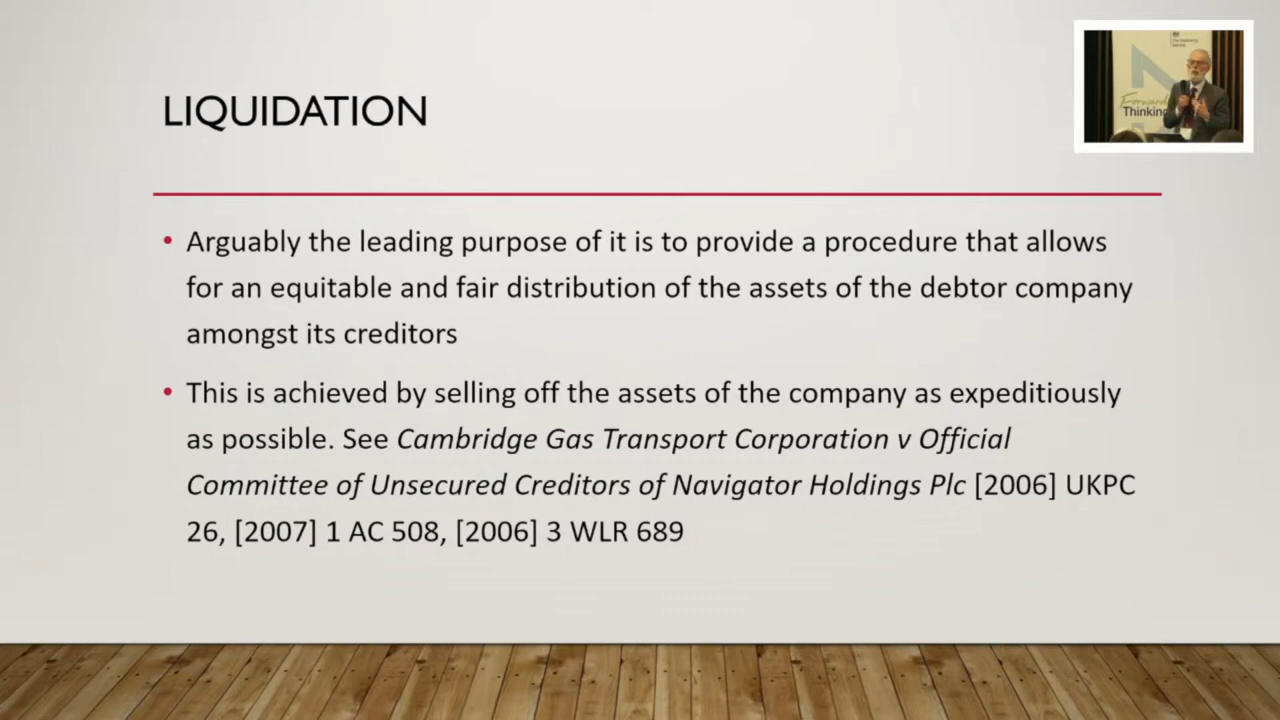 LIQUIDATION
• Arguably the leading purpose of it is to provide a procedure that allows
for an equitable and fair distribution of the assets of the debtor company
amongst its creditors
• This is achieved by selling off the assets of the company as expeditiously
as possible. See Cambridge Gas Transport Corporation v Official
Committee of Unsecured Creditors of Navigator Holdings Plc [2006] UKPC
26, [2007] 1 AC 508, [2006] 3 WLR 689
Forward
Thinking